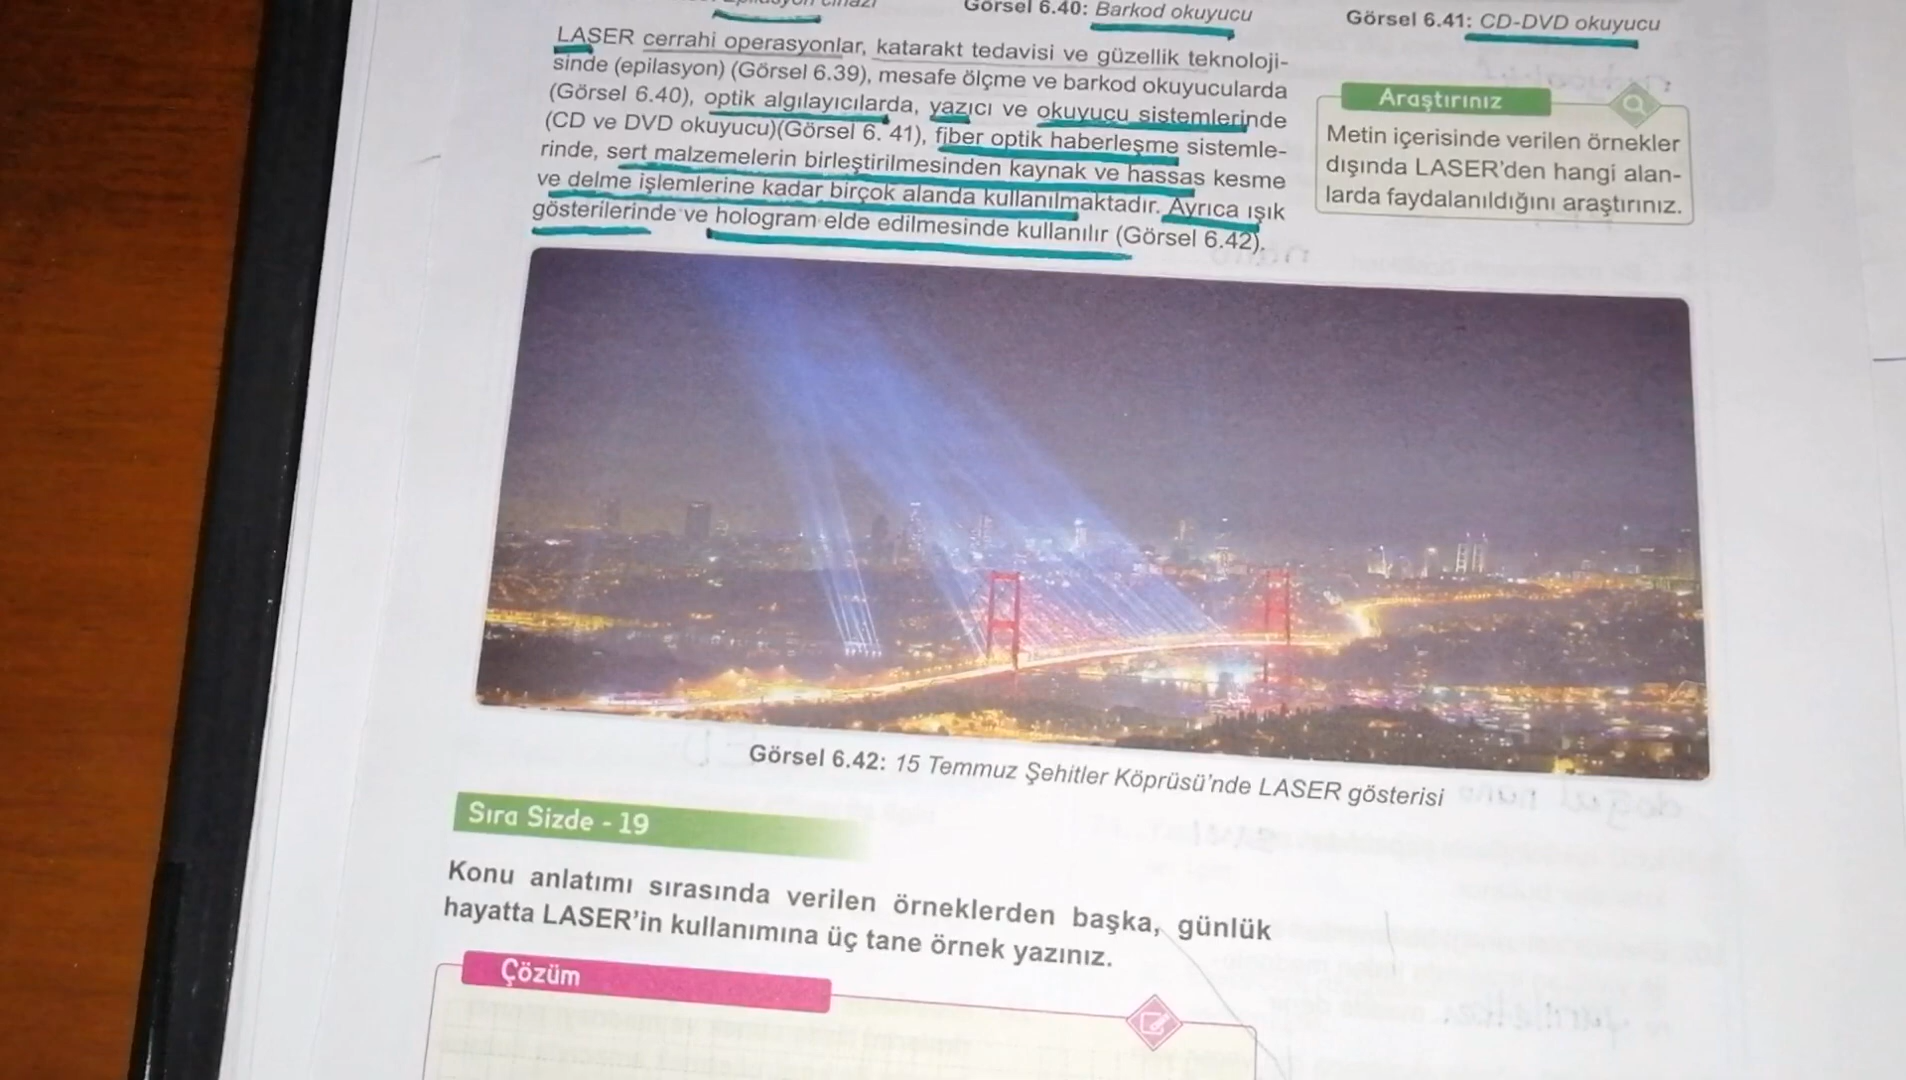 Görsel 6.40: Barkod okuyucu
Görsel 6.41: CD-DVD okuyucu
LASER cerrahi operasyonlar, katarakt tedavisi ve güzellik teknoloji-
sinde (epilasyon) (Görsel 6.39), mesafe ölçme ve barkod okuyucularda
(Görsel 6.40), optik algılayıcılarda, yazıcı ve okuyucu sistemlerinde
(CD ve DVD okuyucu)(Görsel 6. 41), fiber optik haberleşme sistemle-
rinde, sert malzemelerin birleştirilmesinden kaynak ve hassas kesme
ve delme işlemlerine kadar birçok alanda kullanılmaktadır. Ayrıca ışık
gösterilerinde ve hologram elde edilmesinde kullanılır (Görsel 6.42).
Araştırınız
Metin içerisinde verilen örnekler
dışında LASER'den hangi alan-
larda faydalanıldığını araştırınız.
Görsel 6.42: 15 Temmuz Şehitler Köprüsü'nde LASER gösterisi
Sıra Sizde - 19
Konu anlatımı sırasında verilen örneklerden başka, günlük
hayatta LASER'in kullanımına üç tane örnek yazınız.
Çözüm